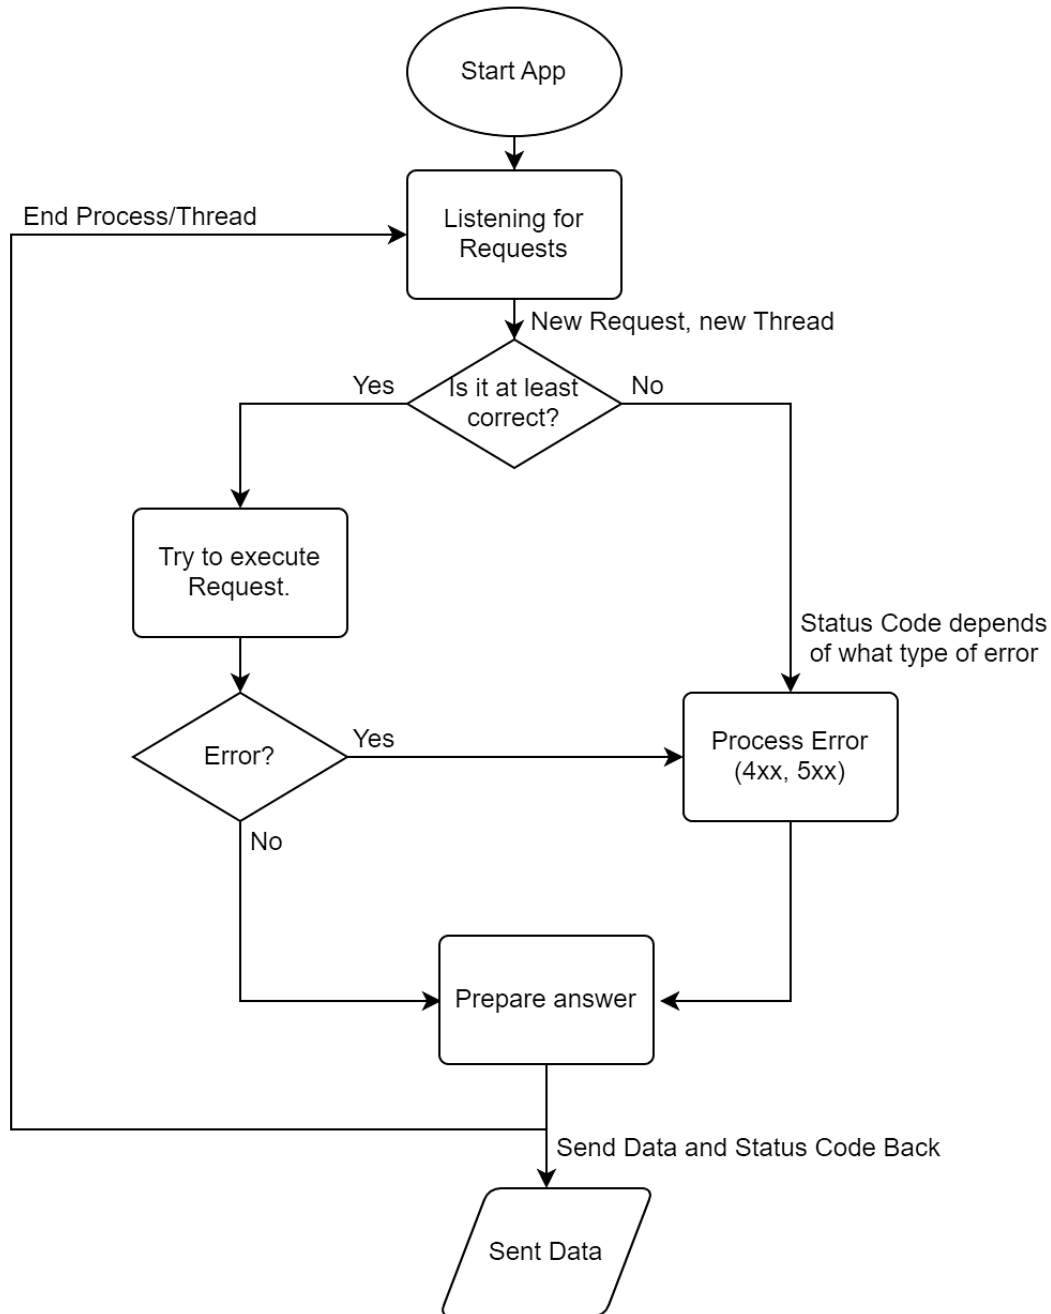 Start App
End Process/Thread
Listening for
Requests
New Request, new Thread
Yes
Is it at least
correct?
No
Try to execute
Request.
Status Code depends
of what type of error
Error?
Yes
Process Error
(4xx, 5xx)
No
Prepare answer
Send Data and Status Code Back
Sent Data